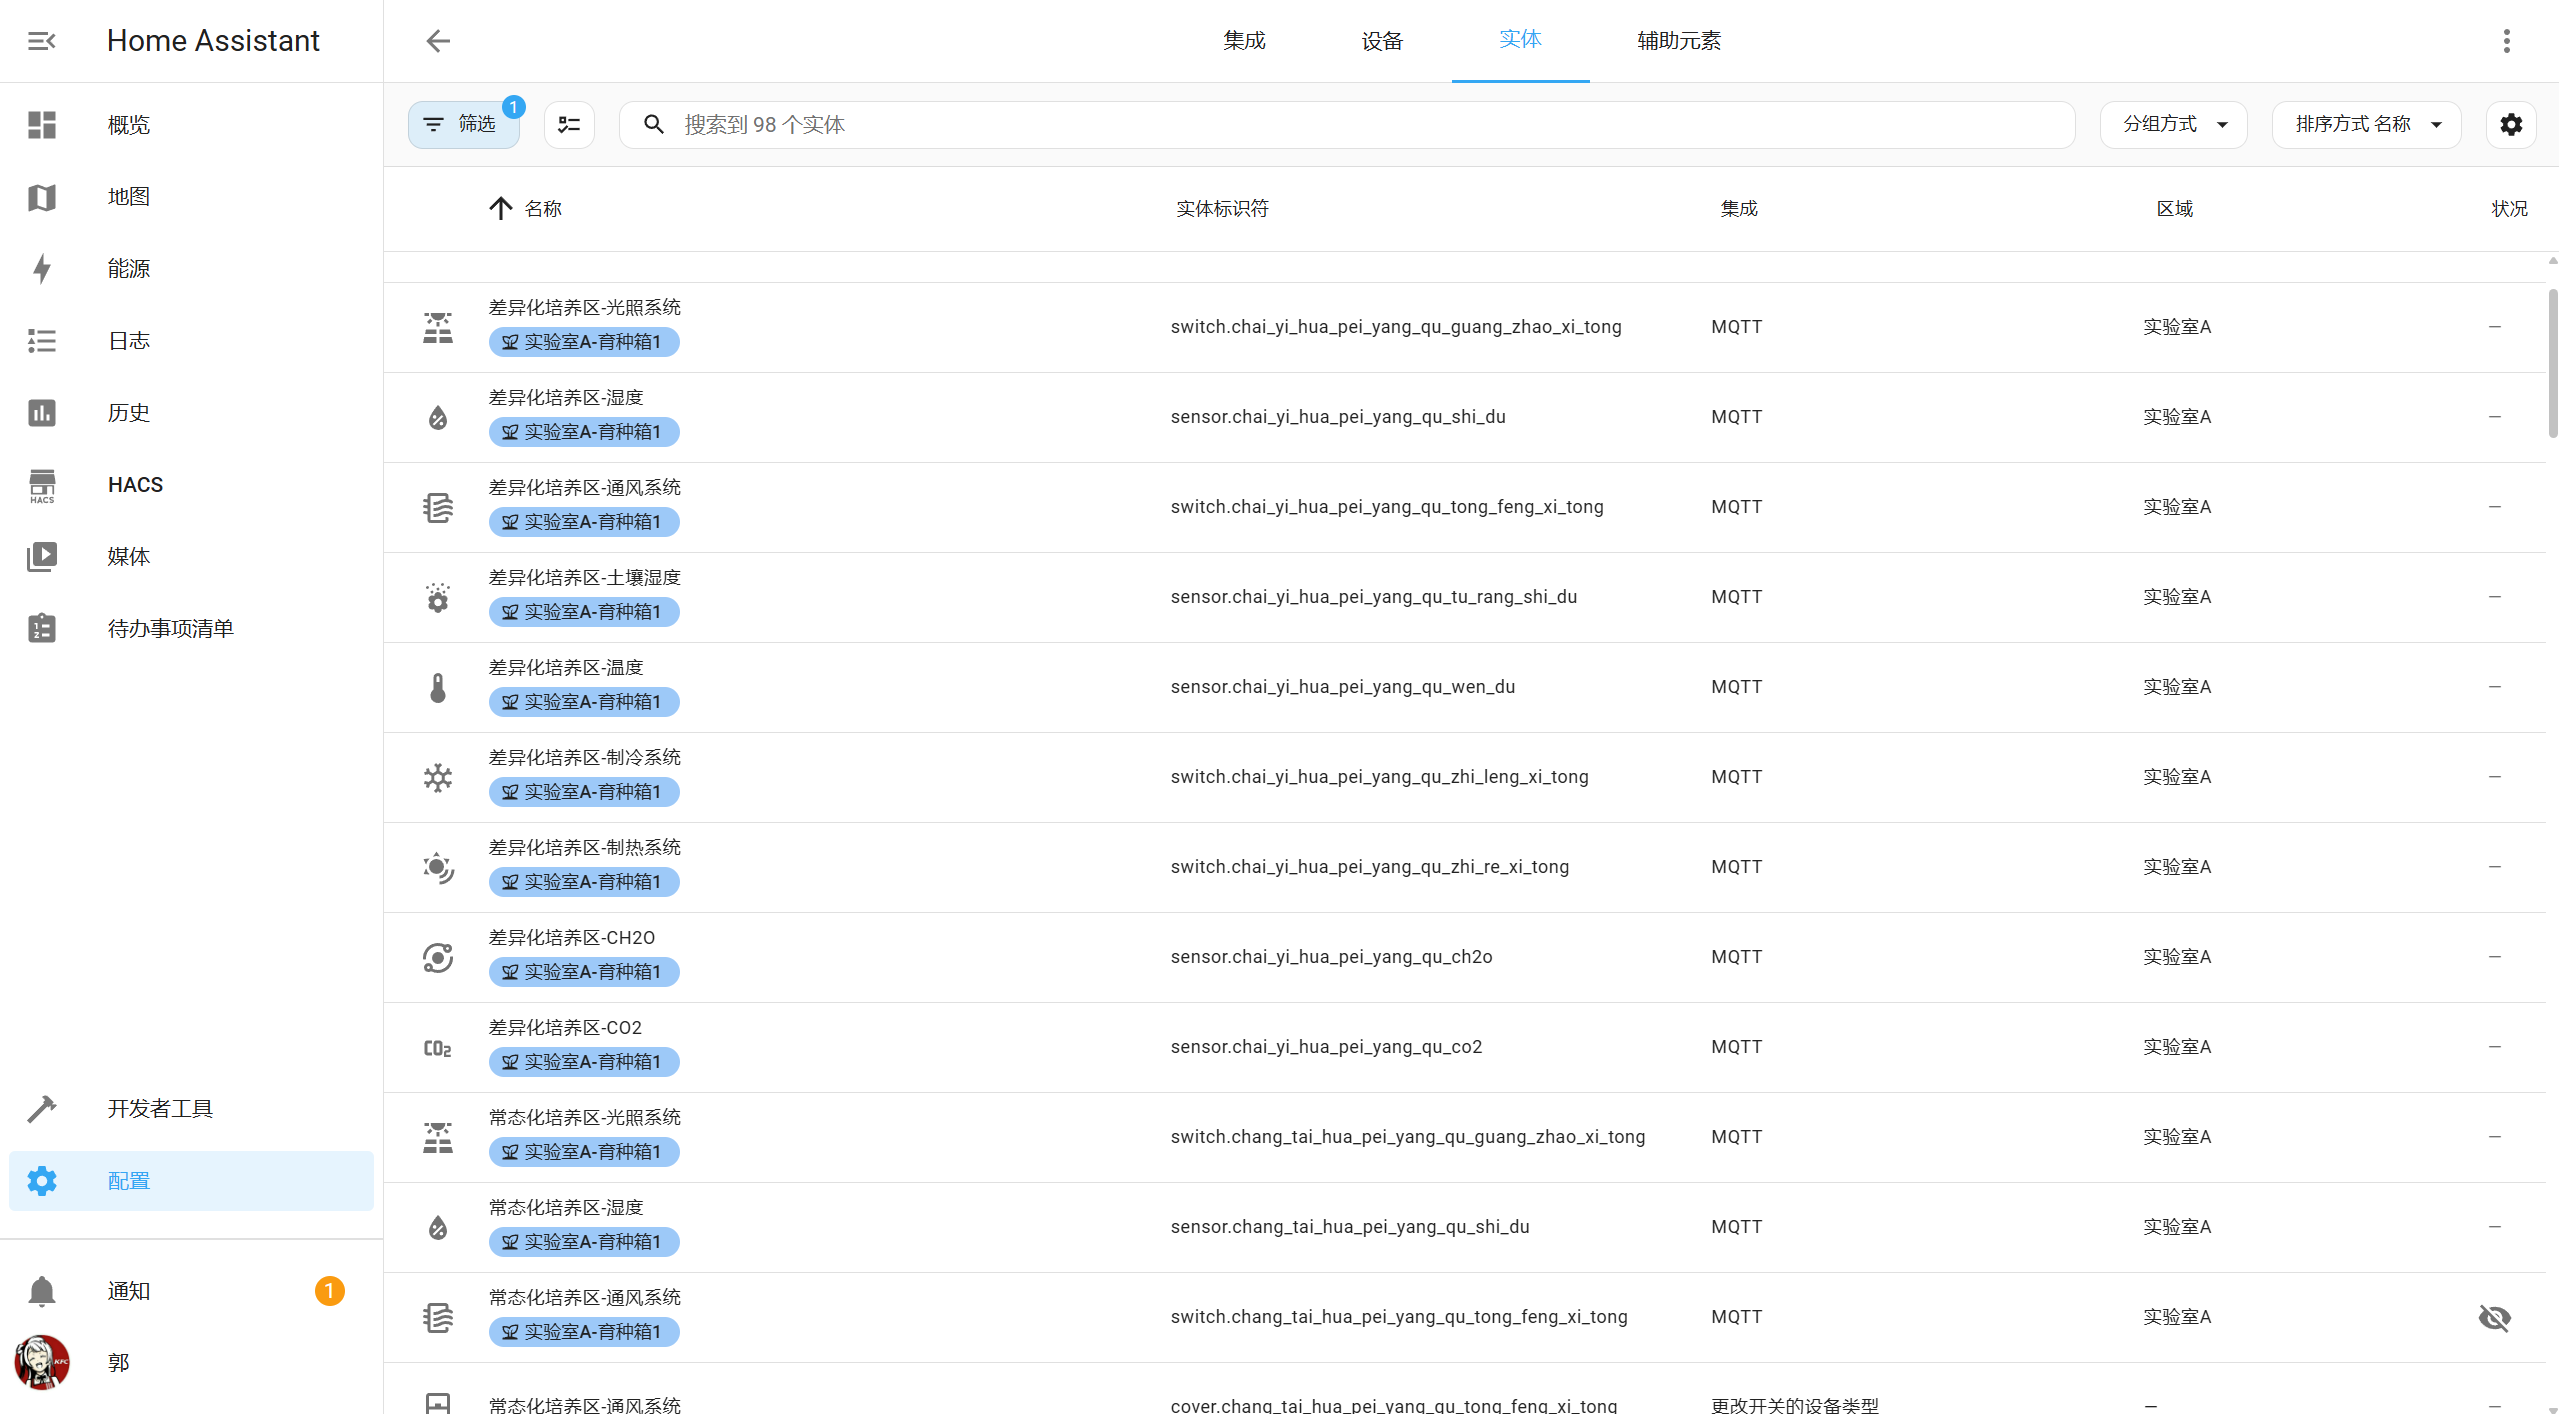 Home Assistant
概览
地图
能源
日志
历史
HACS
HACS
媒体
待办事项清单
开发者工具
配置
通知
1
郭
集成
设备
实体
辅助元素
筛选
1
搜索到 98 个实体
分组方式
排序方式 名称
名称
实体标识符
集成
区域
状况
差异化培养区-光照系统
实验室A-育种箱1
switch.chai_yi_hua_pei_yang_qu_guang_zhao_xi_tong
MQTT
实验室A
—
差异化培养区-湿度
实验室A-育种箱1
sensor.chai_yi_hua_pei_yang_qu_shi_du
MQTT
实验室A
—
差异化培养区-通风系统
实验室A-育种箱1
switch.chai_yi_hua_pei_yang_qu_tong_feng_xi_tong
MQTT
实验室A
—
差异化培养区-土壤湿度
实验室A-育种箱1
sensor.chai_yi_hua_pei_yang_qu_tu_rang_shi_du
MQTT
实验室A
—
差异化培养区-温度
实验室A-育种箱1
sensor.chai_yi_hua_pei_yang_qu_wen_du
MQTT
实验室A
—
差异化培养区-制冷系统
实验室A-育种箱1
switch.chai_yi_hua_pei_yang_qu_zhi_leng_xi_tong
MQTT
实验室A
—
差异化培养区-制热系统
实验室A-育种箱1
switch.chai_yi_hua_pei_yang_qu_zhi_re_xi_tong
MQTT
实验室A
—
差异化培养区-CH2O
实验室A-育种箱1
sensor.chai_yi_hua_pei_yang_qu_ch2o
MQTT
实验室A
—
CO2
差异化培养区-CO2
实验室A-育种箱1
sensor.chai_yi_hua_pei_yang_qu_co2
MQTT
实验室A
—
常态化培养区-光照系统
实验室A-育种箱1
switch.chang_tai_hua_pei_yang_qu_guang_zhao_xi_tong
MQTT
实验室A
—
常态化培养区-湿度
实验室A-育种箱1
sensor.chang_tai_hua_pei_yang_qu_shi_du
MQTT
实验室A
—
常态化培养区-通风系统
实验室A-育种箱1
switch.chang_tai_hua_pei_yang_qu_tong_feng_xi_tong
MQTT
实验室A
常态化培养区-通风系统
cover.chang_tai_hua_pei_yang_qu_tong_feng_xi_tong
更改开关的设备类型
—
—